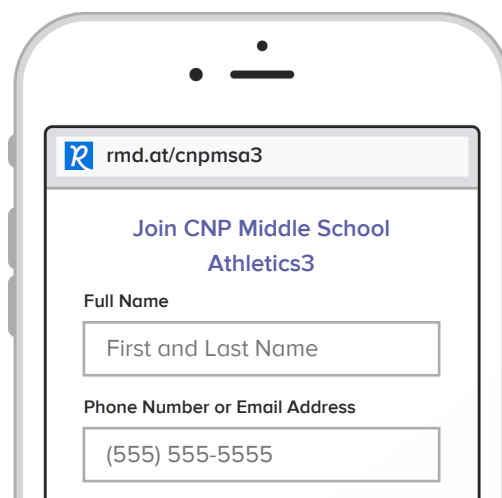 rmd.at/cnpmsa3
Join CNP Middle School
Athletics3
Full Name
First and Last Name
Phone Number or Email Address
(555) 555-5555